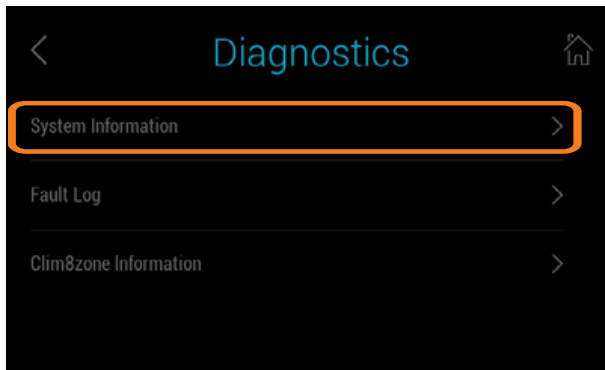 Diagnostics
System Information
Fault Log
Clim8zone Information